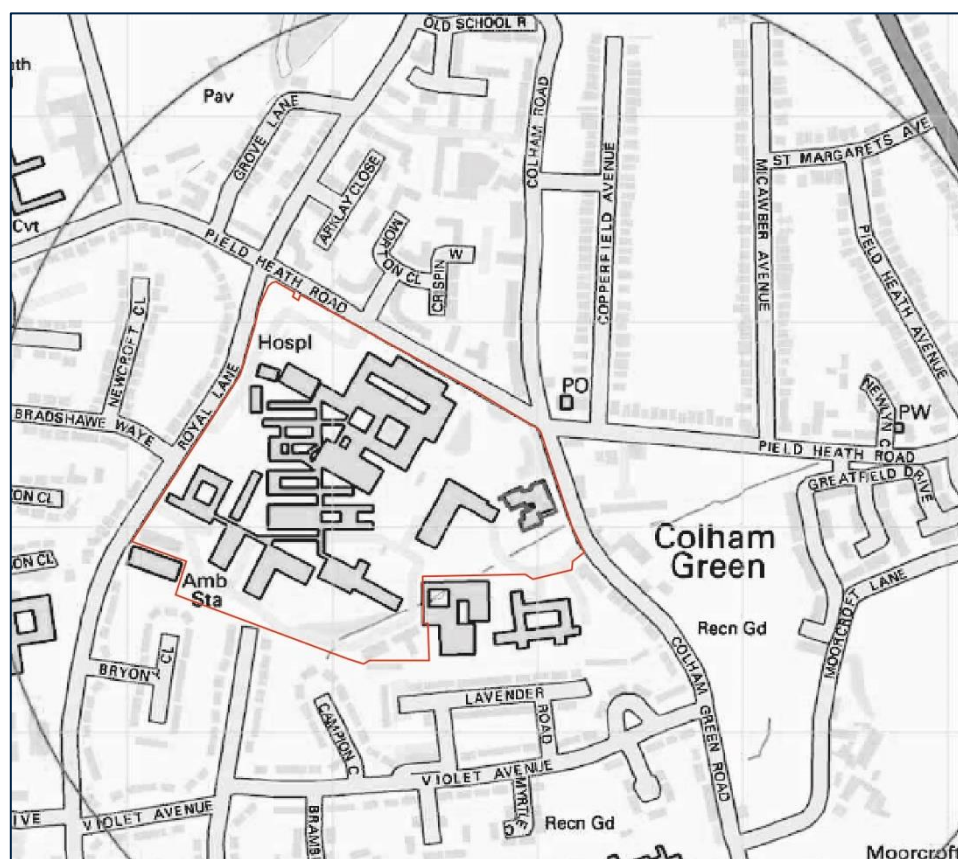 OLD SCHOOL R
Pav
GROVE LANE
COLHAM ROAD
ST MARGARETS AVE
ARKLAY CLOSE
COPPERFIELD AVENUE
MICAWBER AVENUE
Cvt
PIELD HEATH ROAD
MORTON CL
W
CRISPIN
PIELD HEATH AVENUE
NEWCROFT CL
Hospl
ROYAL LANE
PO
NEWLYN C
PW
BRADSHAWE WAYE
PIELD HEATH ROAD
GREATFIELD DRIVE
ON CL
Colham
Green
ON CL
Amb
Sta
MOORCROFT LANE
Recn Gd
BRYONY CL
COLHAM GREEN ROAD
LAVENDER
ROAD
CAMPION C
VIOLET AVENUE
MYRTLE
C
IVE
VIOLET AVENUE
BRAMB
Recn Gd
Moorcroft